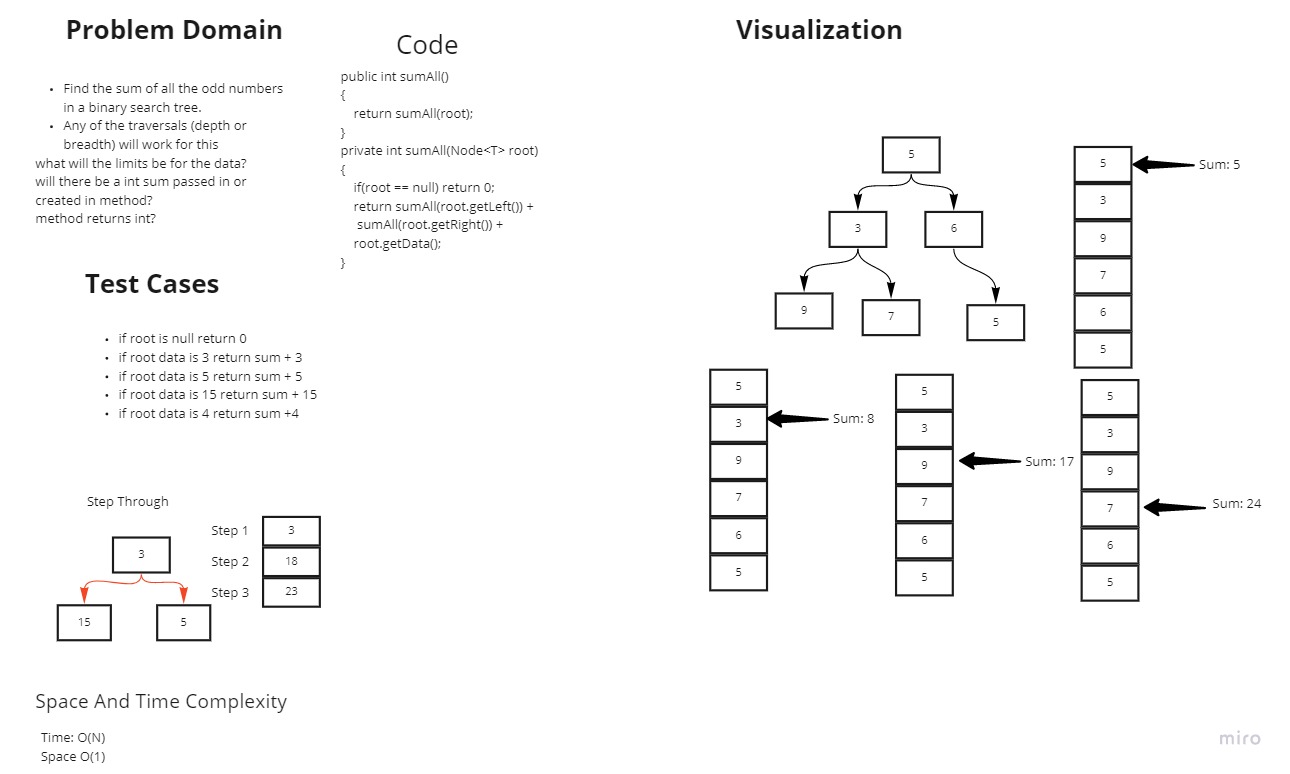 Problem Domain
• Find the sum of all the odd numbers
in a binary search tree.
• Any of the traversals (depth or
breadth) will work for this
what will the limits be for the data?
will there be a int sum passed in or
created in method?
method returns int?
Code
public int sumAll()
{
return sumAll(root);
}
private int sumAll(Node<T> root)
{
if(root == null) return 0;
return sumAll(root.getLeft()) +
sumAll(root.getRight()) +
root.getData();
}
Test Cases
• if root is null return 0
• if root data is 3 return sum + 3
• if root data is 5 return sum + 5
• if root data is 15 return sum + 15
• if root data is 4 return sum +4
Step Through
3
15
5
Step 1
3
Step 2
18
Step 3
23
Space And Time Complexity
Time: O(N)
Space O(1)
Visualization
5
3
6
9
7
5
5
Sum: 5
3
9
7
6
5
5
3
Sum: 8
9
7
6
5
5
3
9
Sum: 17
7
6
5
5
3
9
7
Sum: 24
6
5
miro